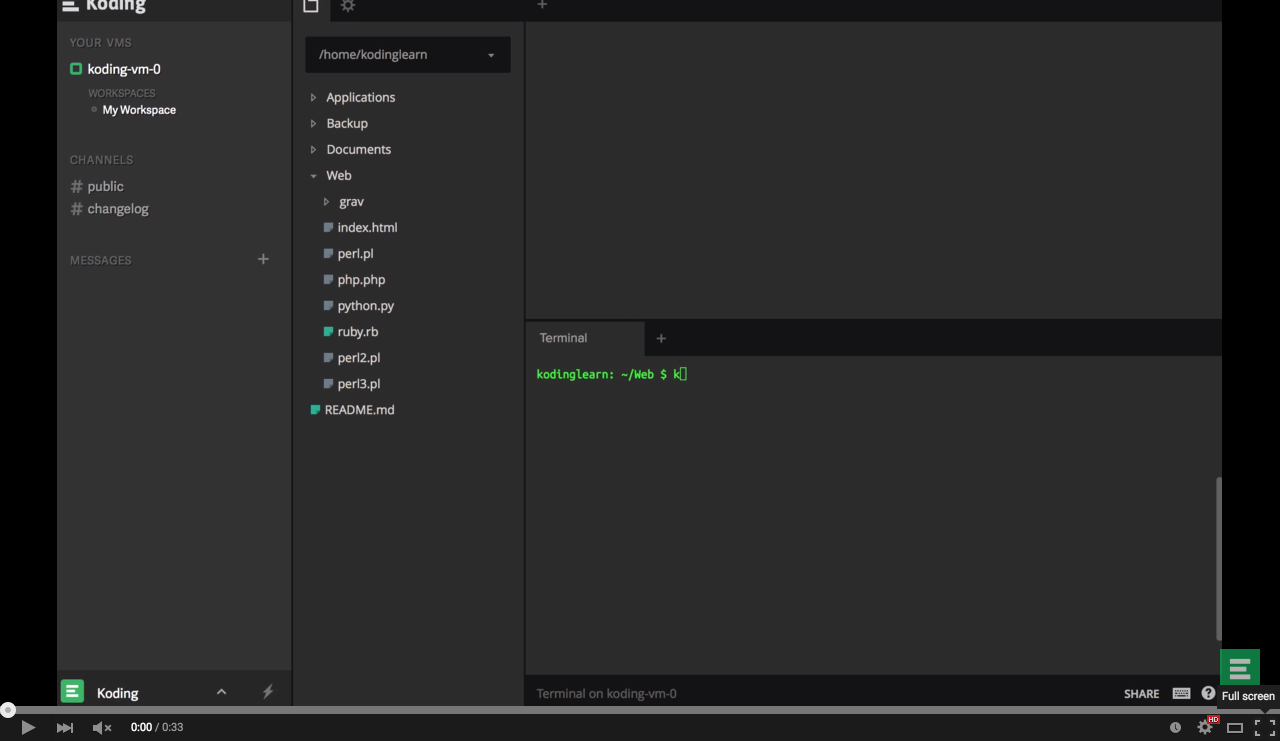 Koding
YOUR VMS
koding-vm-0
WORKSPACES
My Workspace
CHANNELS
# public
# changelog
MESSAGES +
Koding
+
/home/kodinglearn
Applications
Backup
Documents
Web
grav
index.html
perl.pl
php.php
python.py
ruby.rb
perl2.pl
perl3.pl
README.md
Terminal +
kodinglearn: ~/Web $ k
Terminal on koding-vm-0
SHARE ?
Full screen
0:00 / 0:33
HD